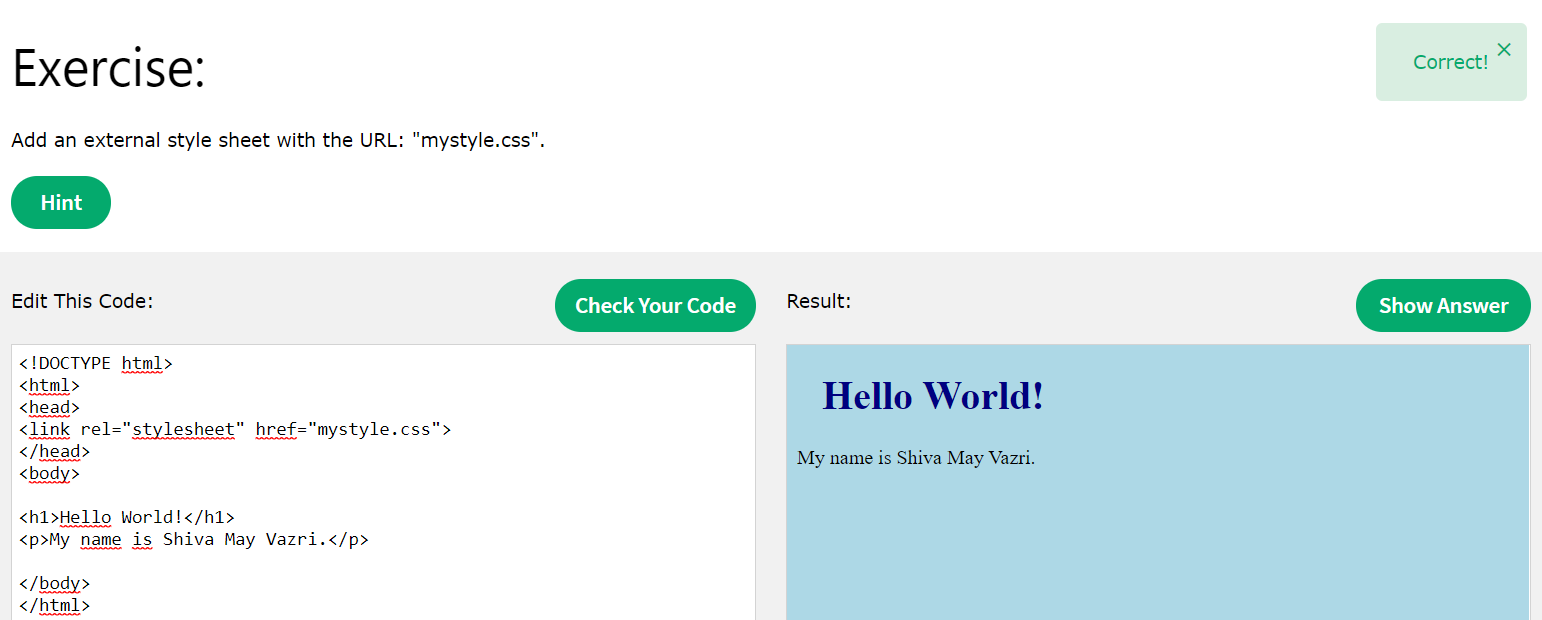 Exercise:
Correct!
×
Add an external style sheet with the URL: "mystyle.css".
Hint
Edit This Code:
Check Your Code
Result:
Show Answer
<!DOCTYPE html>
<html>
<head>
<link rel="stylesheet" href="mystyle.css">
</head>
<body>
<h1>Hello World!</h1>
<p>My name is Shiva May Vazri.</p>
</body>
</html>
Hello World!
My name is Shiva May Vazri.